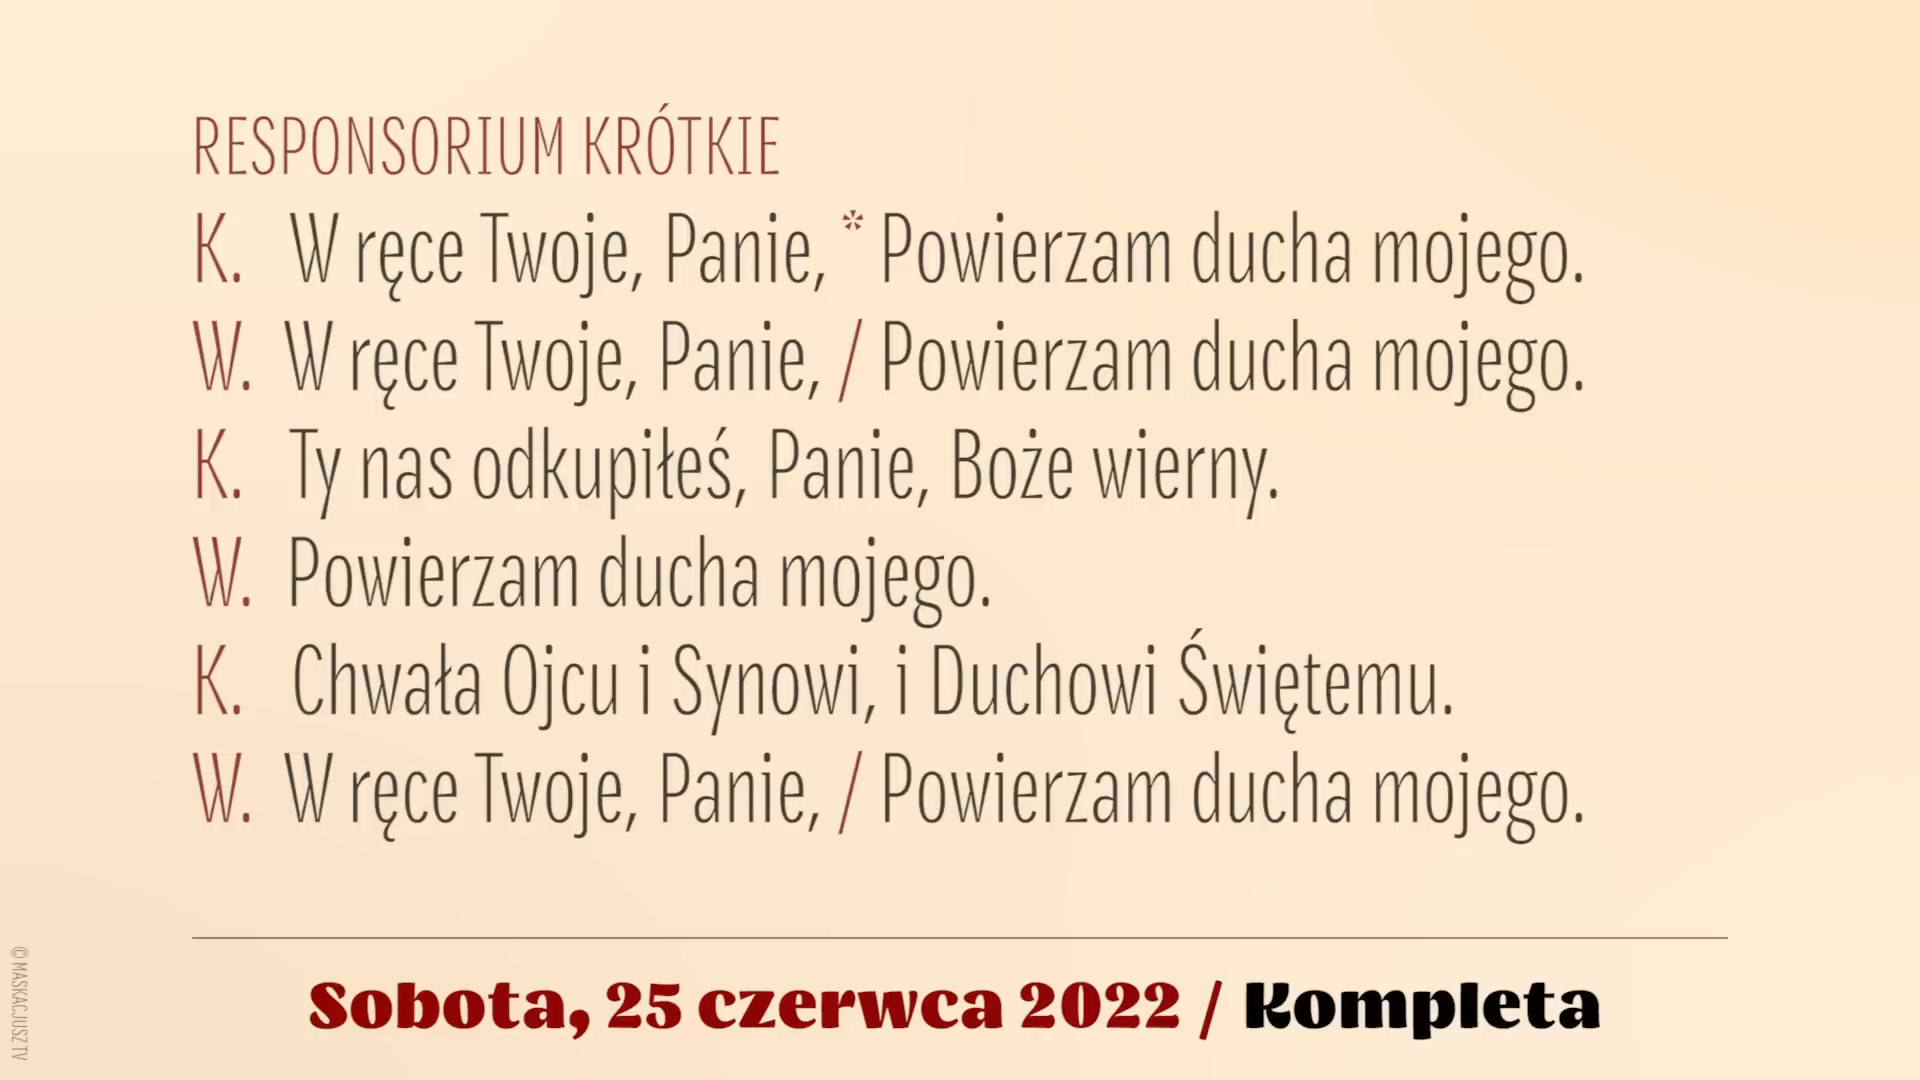 RESPONSORIUM KRÓTKIE
K. W ręce Twoje, Panie, * Powierzam ducha mojego.
W. W ręce Twoje, Panie, / Powierzam ducha mojego.
K. Ty nas odkupiłeś, Panie, Boże wierny.
W. Powierzam ducha mojego.
K. Chwała Ojcu i Synowi, i Duchowi Świętemu.
W. W ręce Twoje, Panie, / Powierzam ducha mojego.
Sobota, 25 czerwca 2022 / Kompleta
© MASKACJUSZ TV